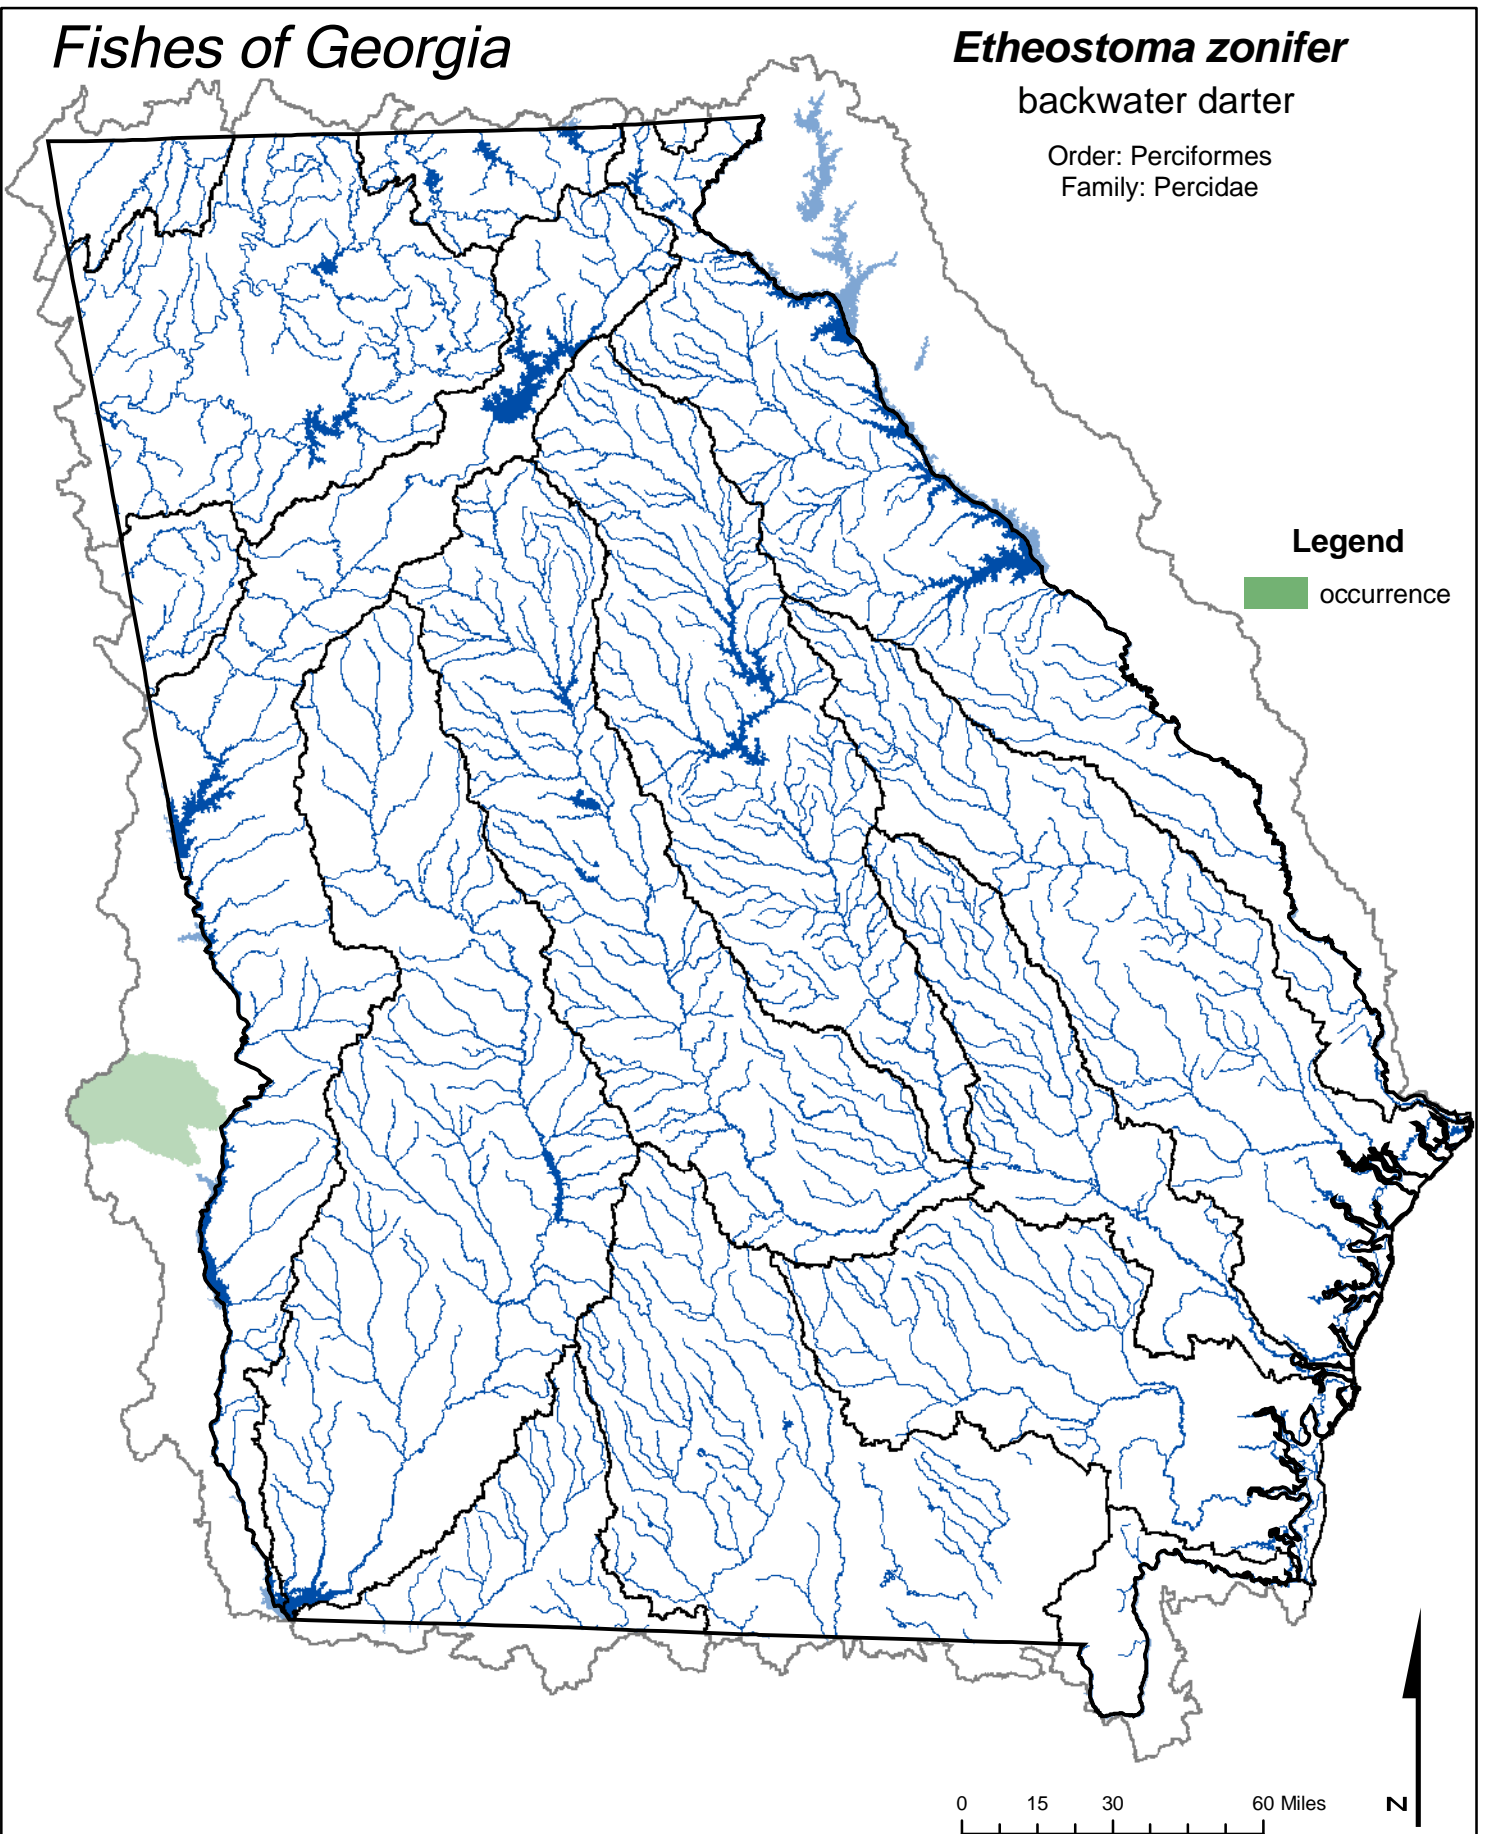 Fishes of Georgia
Etheostoma zonifer
backwater darter
Order: Perciformes
Family: Percidae
Legend
occurrence
0 15 30 60 Miles
N